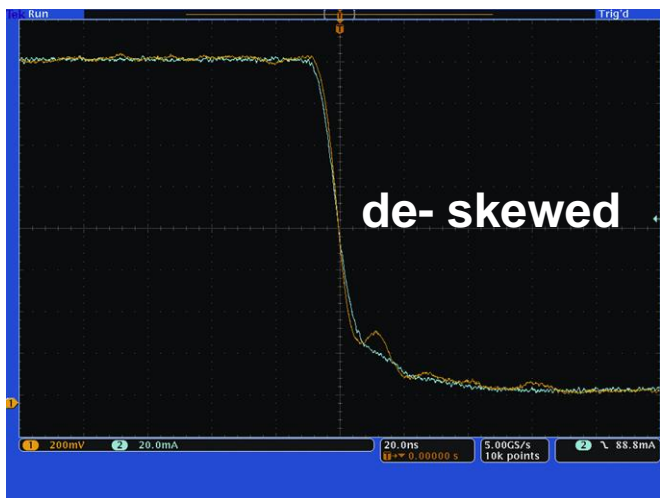 Tek Run Trig'd
T
T
de- skewed
1
1 200mV 2 20.0mA 20.0ns 5.00GS/s 2 88.8mA
T 0.00000 s 10k points